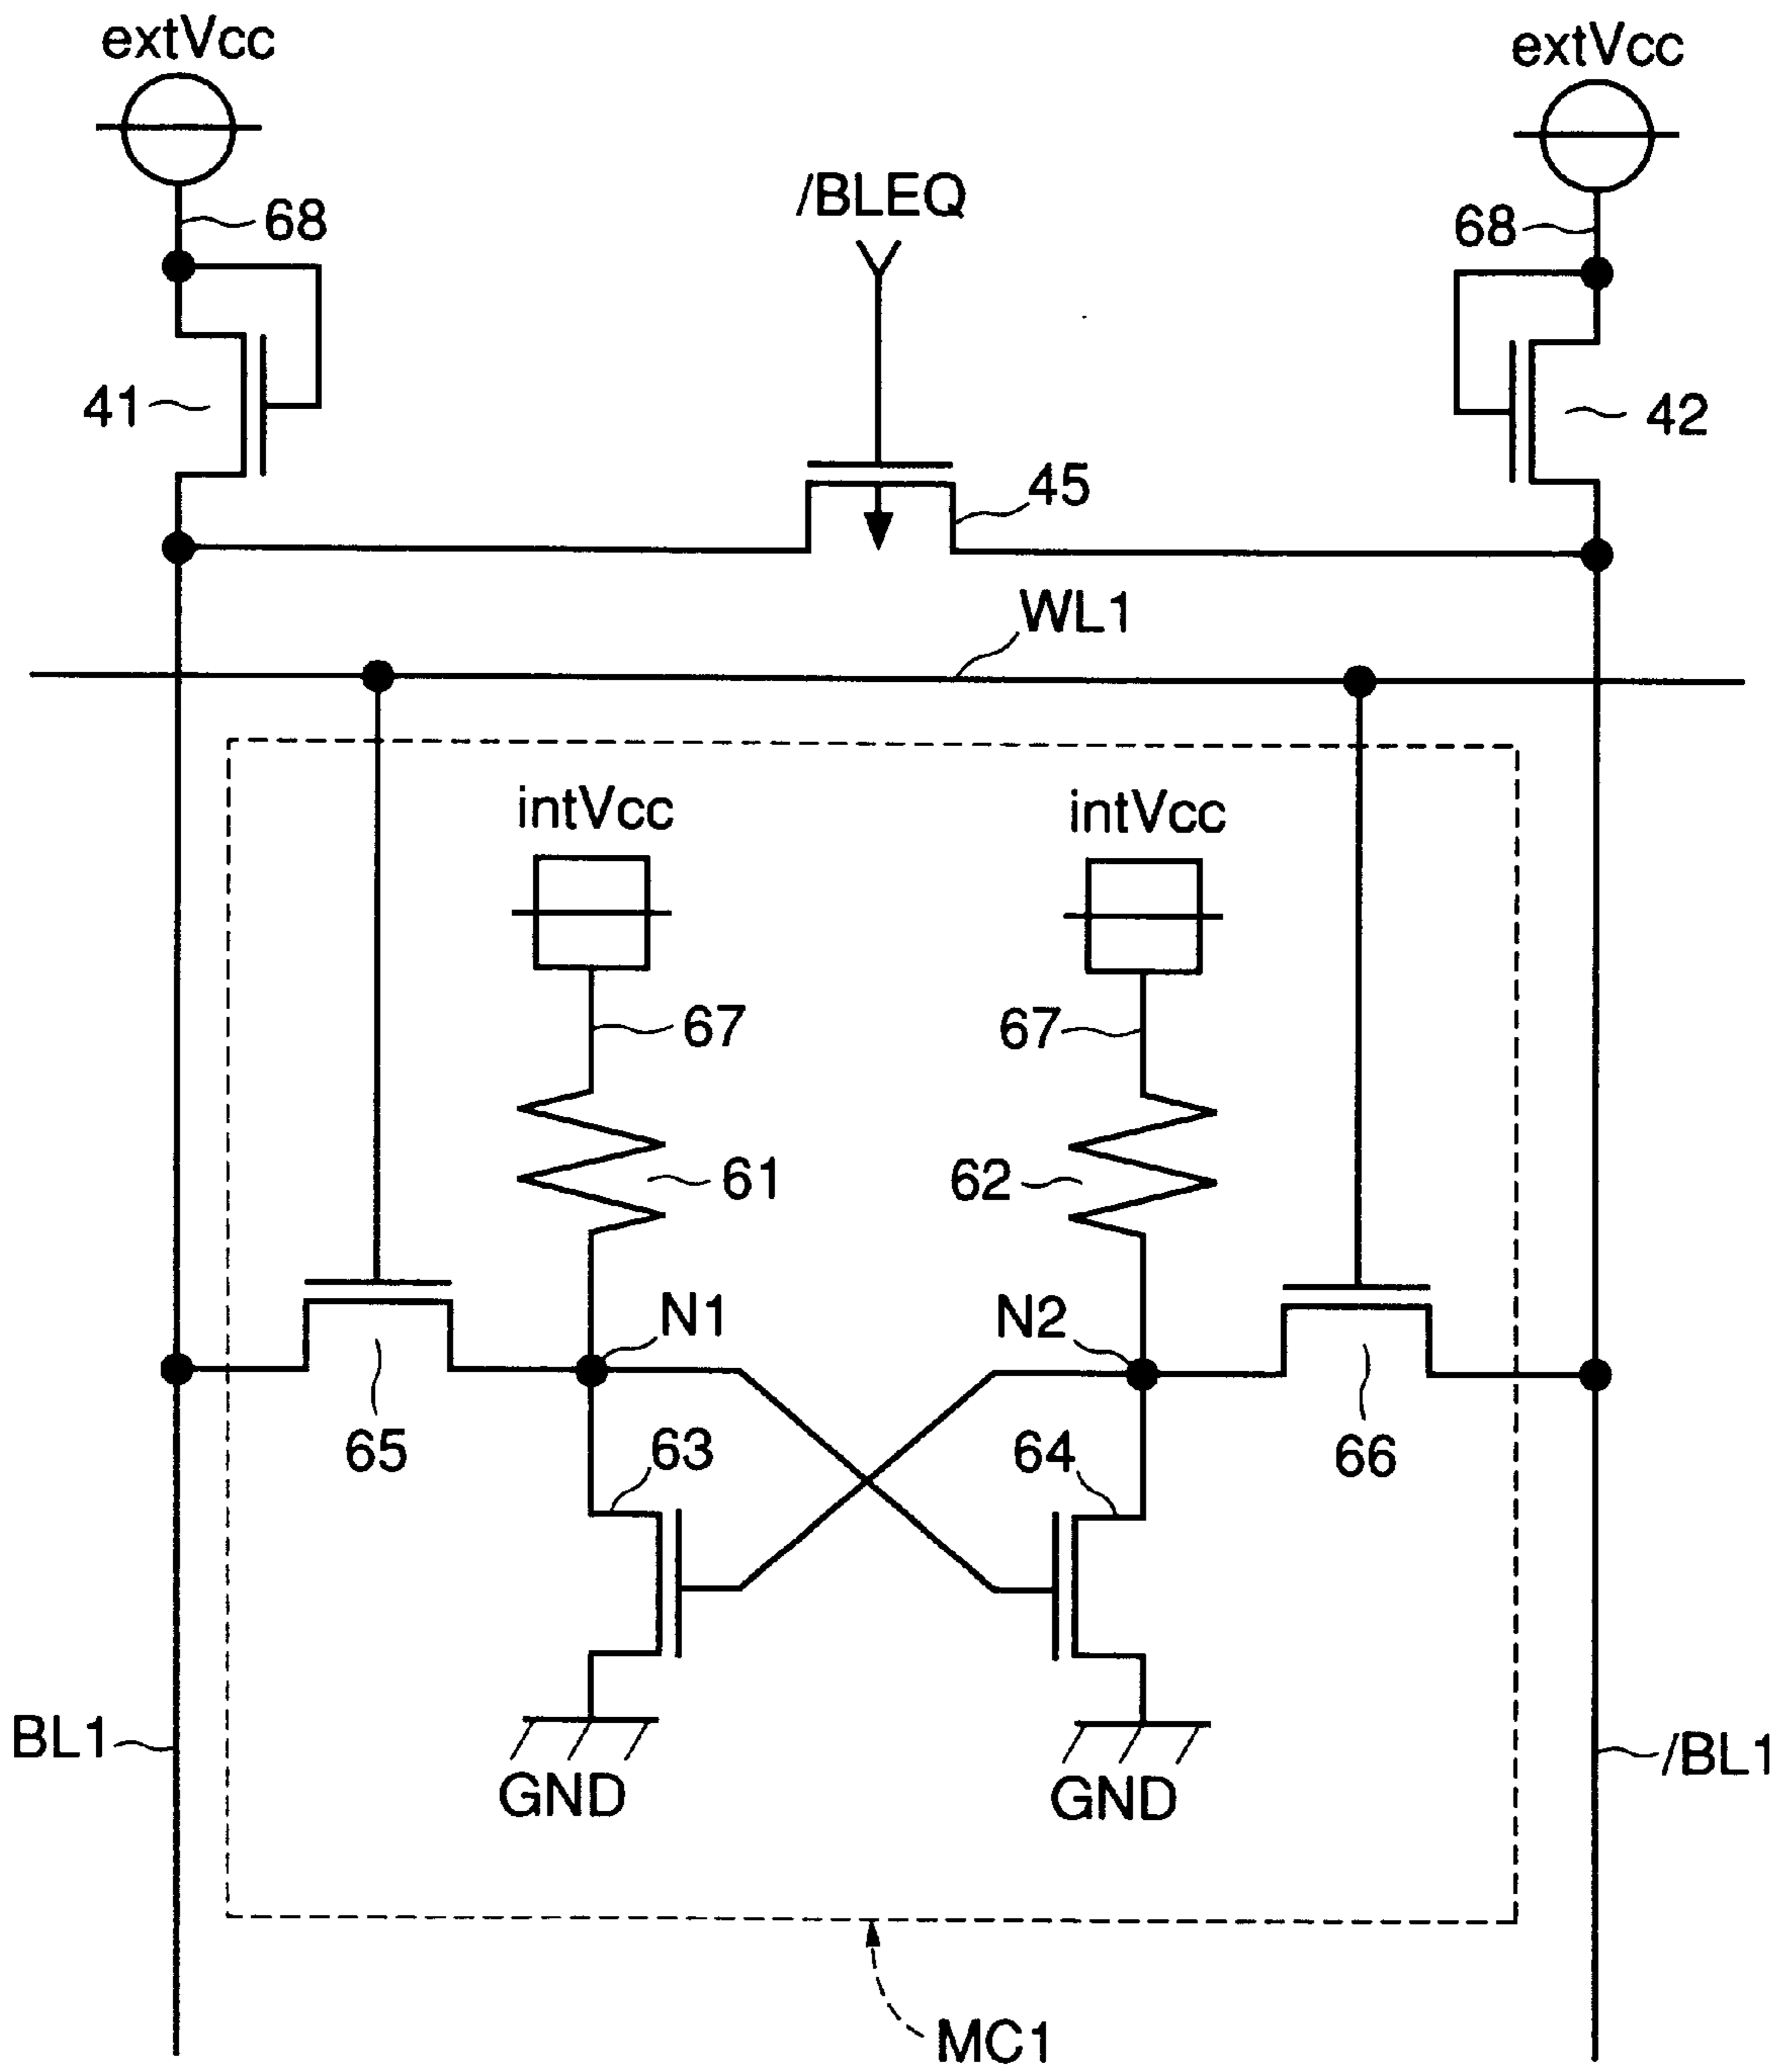 extVcc
extVcc
/BLEQ
68
68
41
42
45
WL1
intVcc
intVcc
67
67
61
62
N1
N2
65
63
64
66
BL1
/BL1
GND
GND
MC1